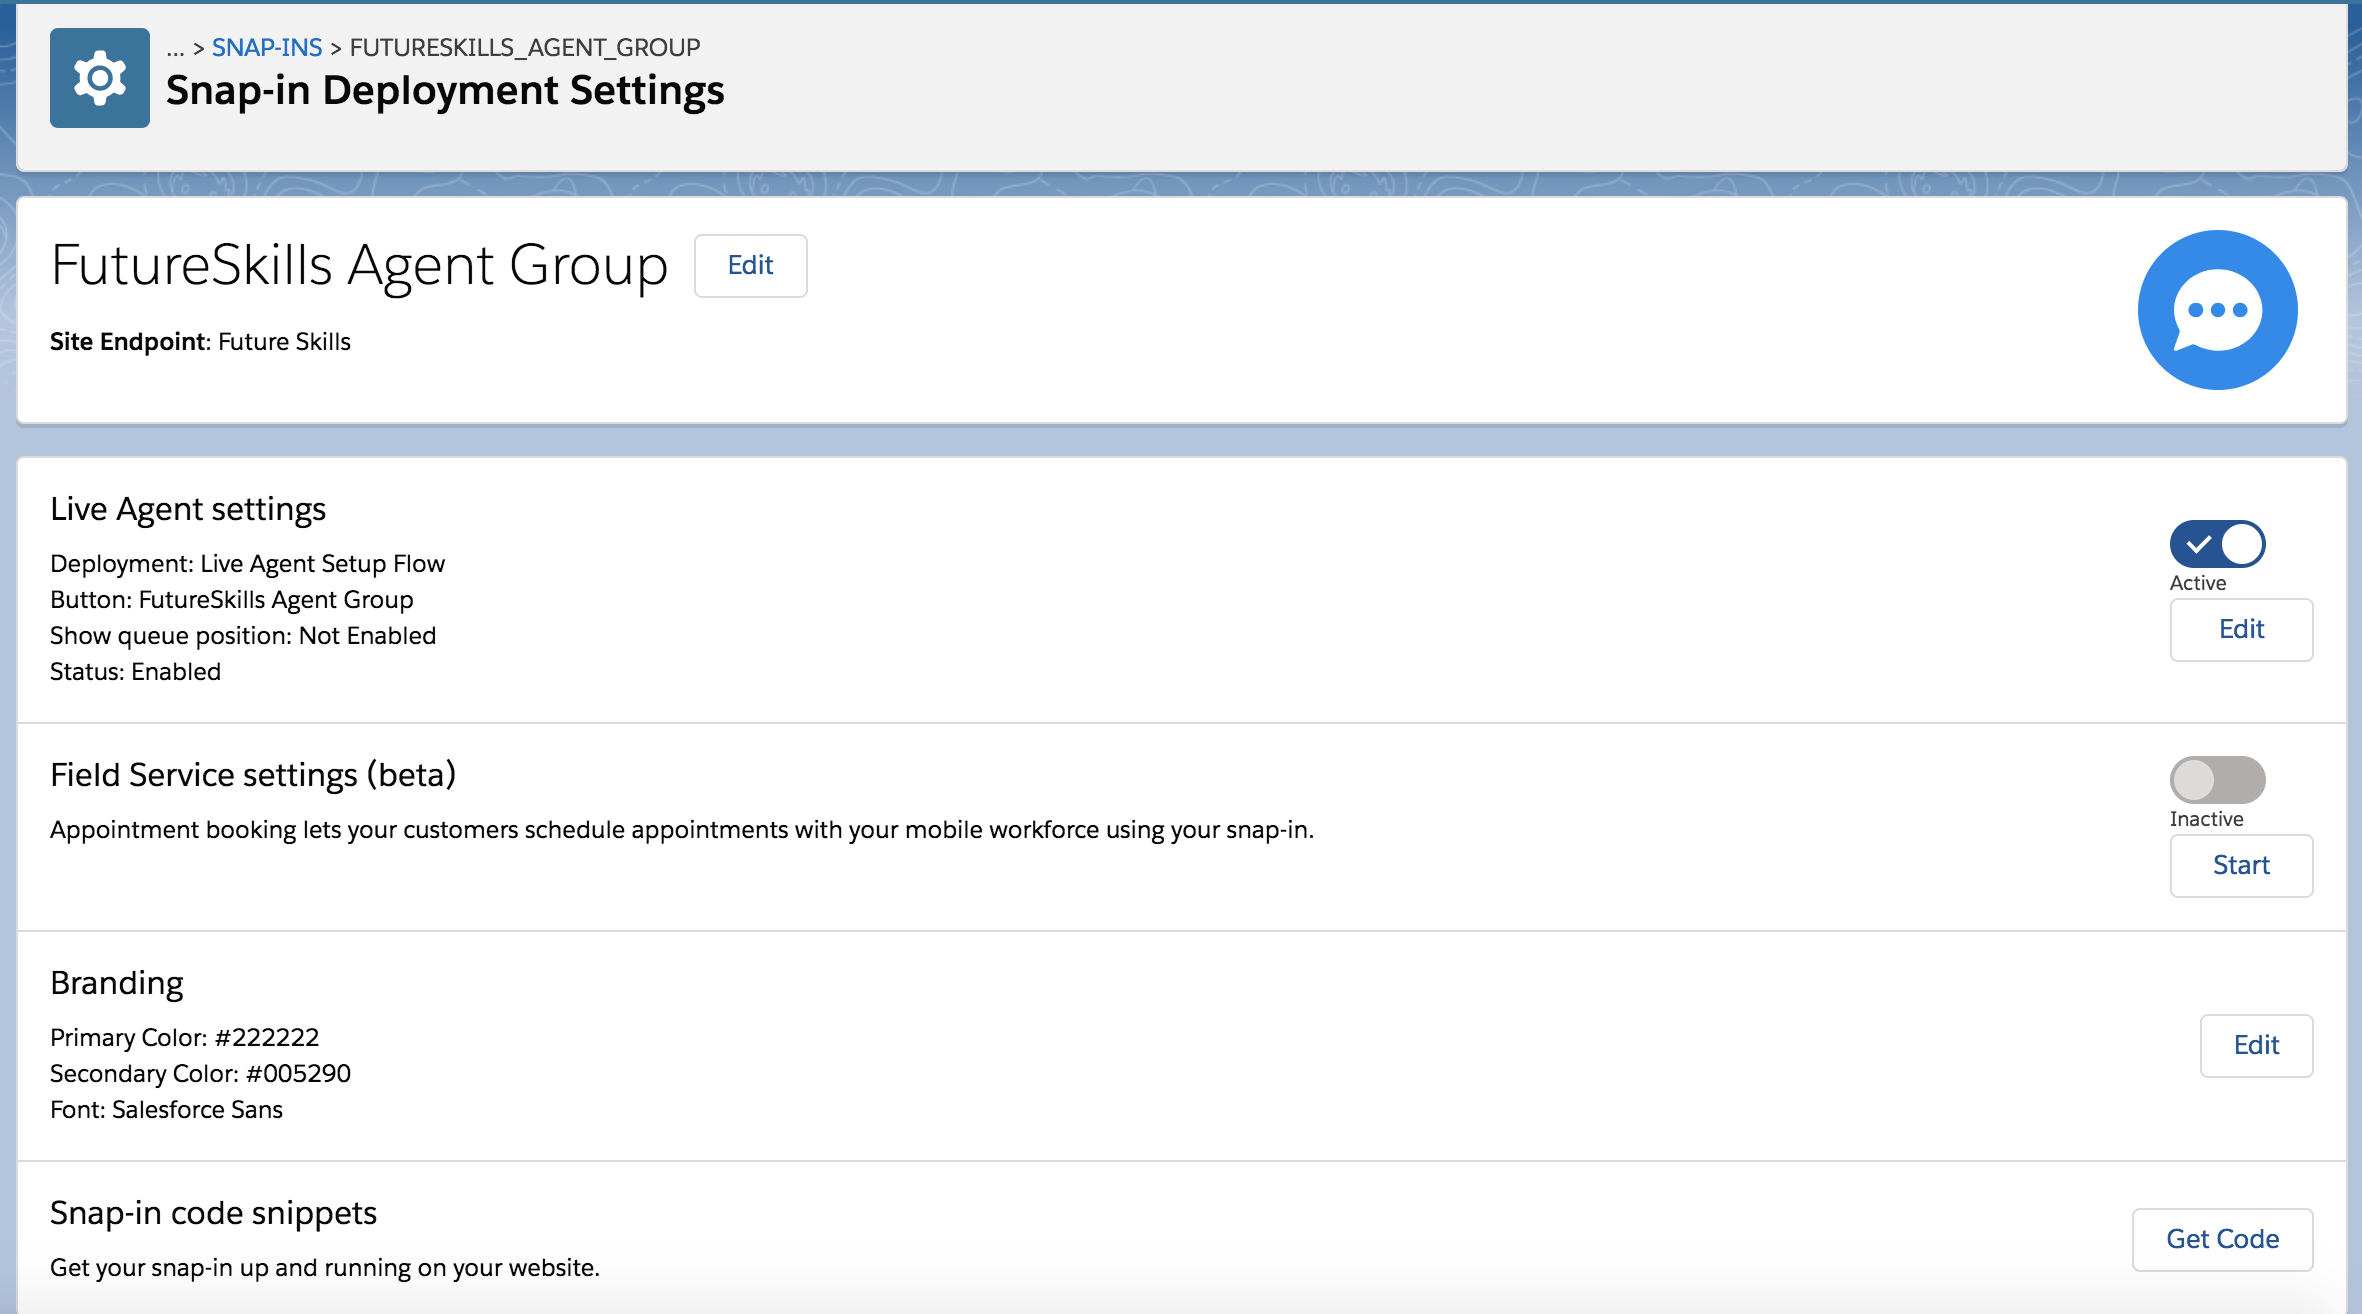 ... > SNAP-INS > FUTURESKILLS_AGENT_GROUP
Snap-in Deployment Settings
FutureSkills Agent Group
Edit
Site Endpoint: Future Skills
Live Agent settings
Deployment: Live Agent Setup Flow
Button: FutureSkills Agent Group
Show queue position: Not Enabled
Status: Enabled
Active
Edit
Field Service settings (beta)
Appointment booking lets your customers schedule appointments with your mobile workforce using your snap-in.
Inactive
Start
Branding
Primary Color: #222222
Secondary Color: #005290
Font: Salesforce Sans
Edit
Snap-in code snippets
Get your snap-in up and running on your website.
Get Code